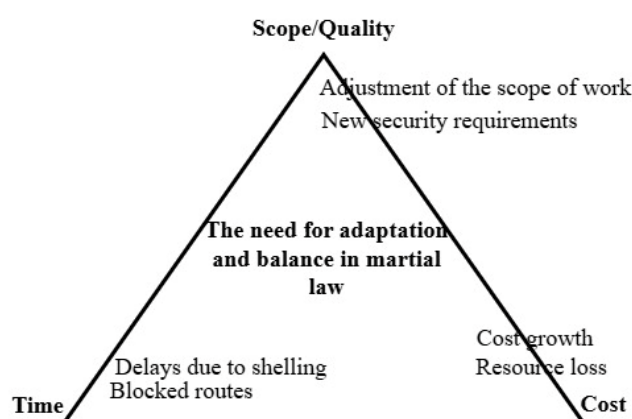 Scope/Quality
Adjustment of the scope of work
New security requirements
The need for adaptation
and balance in martial
law
Cost growth
Delays due to shelling
Resource loss
Blocked routes
Time
Cost